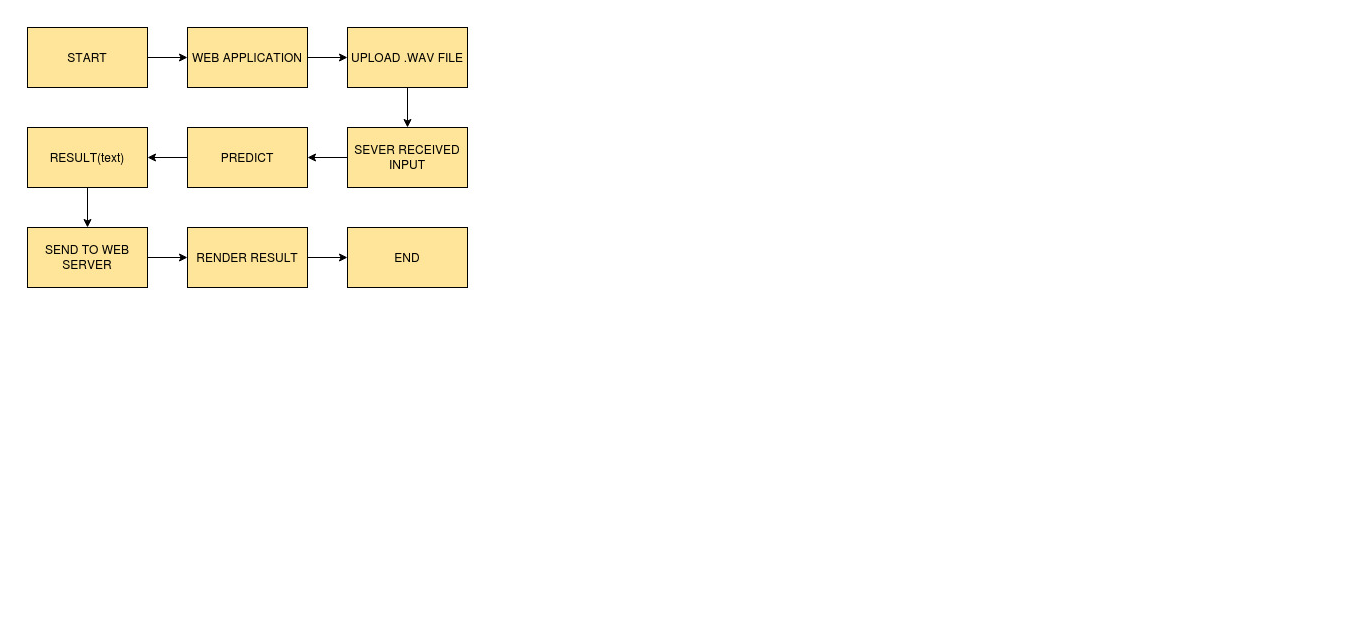 START
WEB APPLICATION
UPLOAD .WAV FILE
RESULT(text)
PREDICT
SEVER RECEIVED
INPUT
SEND TO WEB
SERVER
RENDER RESULT
END